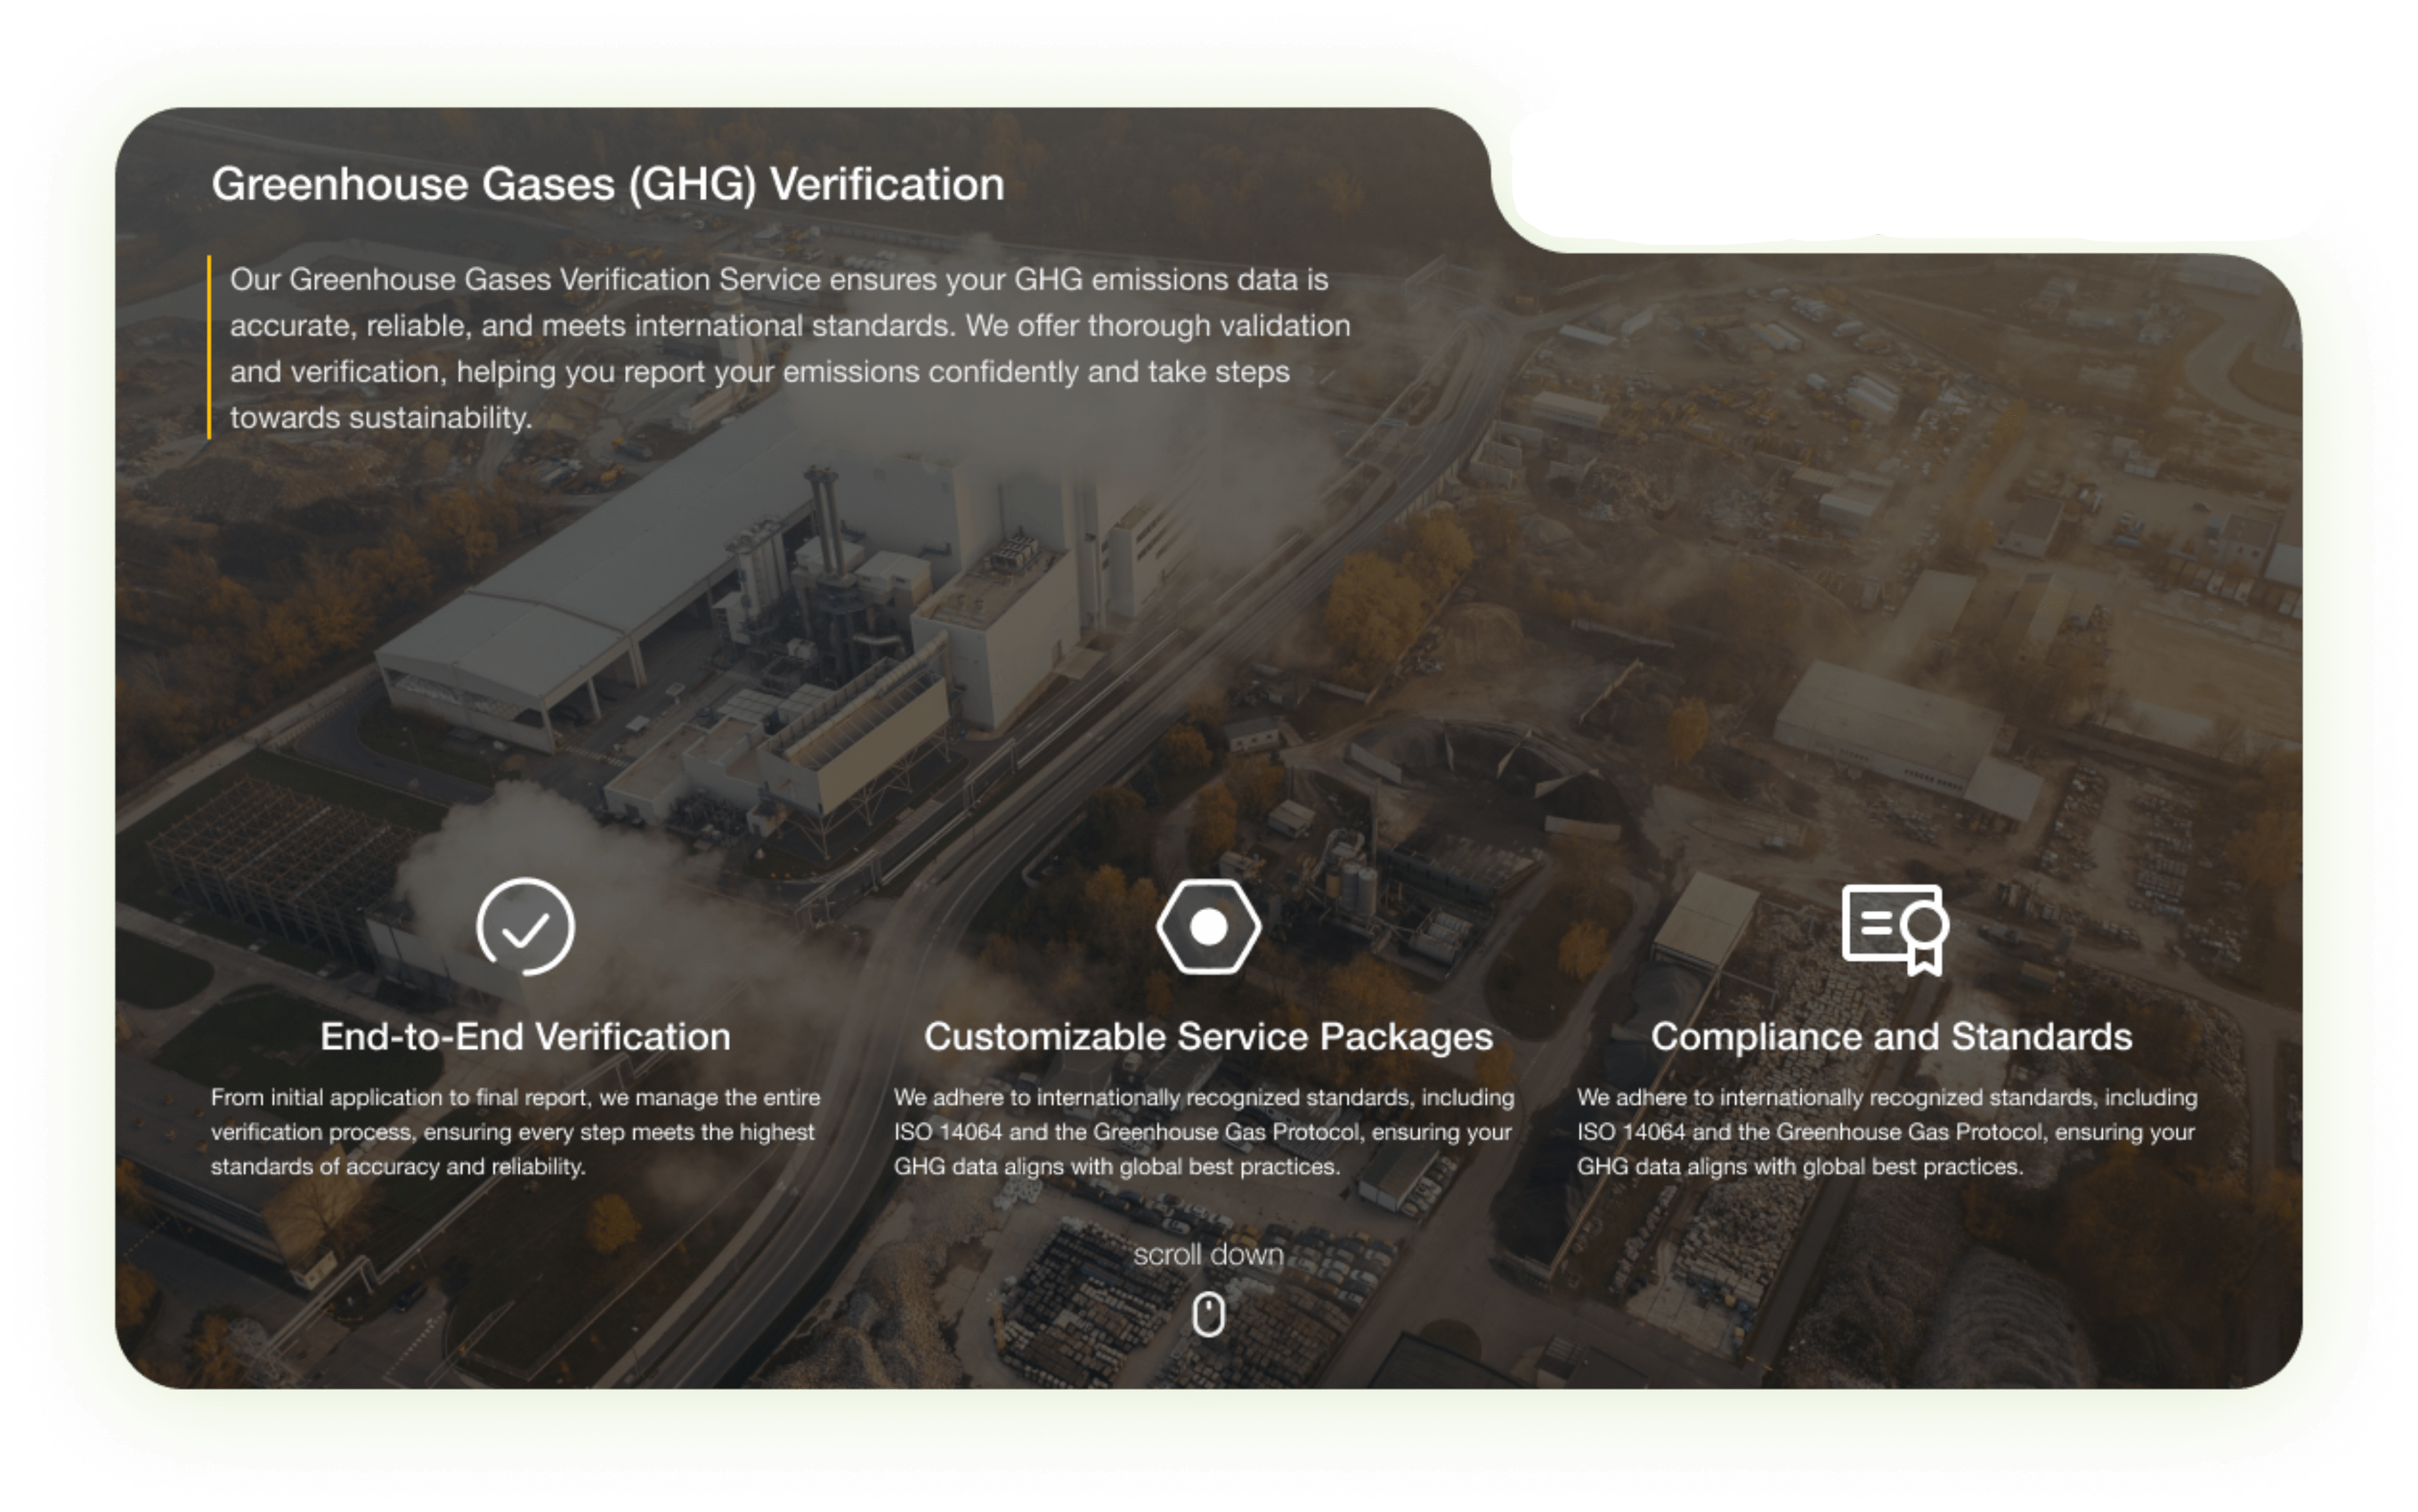 Greenhouse Gases (GHG) Verification
Our Greenhouse Gases Verification Service ensures your GHG emissions data is
accurate, reliable, and meets international standards. We offer thorough validation
and verification, helping you report your emissions confidently and take steps
towards sustainability.
End-to-End Verification
From initial application to final report, we manage the entire
verification process, ensuring every step meets the highest
standards of accuracy and reliability.
Customizable Service Packages
We adhere to internationally recognized standards, including
ISO 14064 and the Greenhouse Gas Protocol, ensuring your
GHG data aligns with global best practices.
Compliance and Standards
We adhere to internationally recognized standards, including
ISO 14064 and the Greenhouse Gas Protocol, ensuring your
GHG data aligns with global best practices.
scroll down